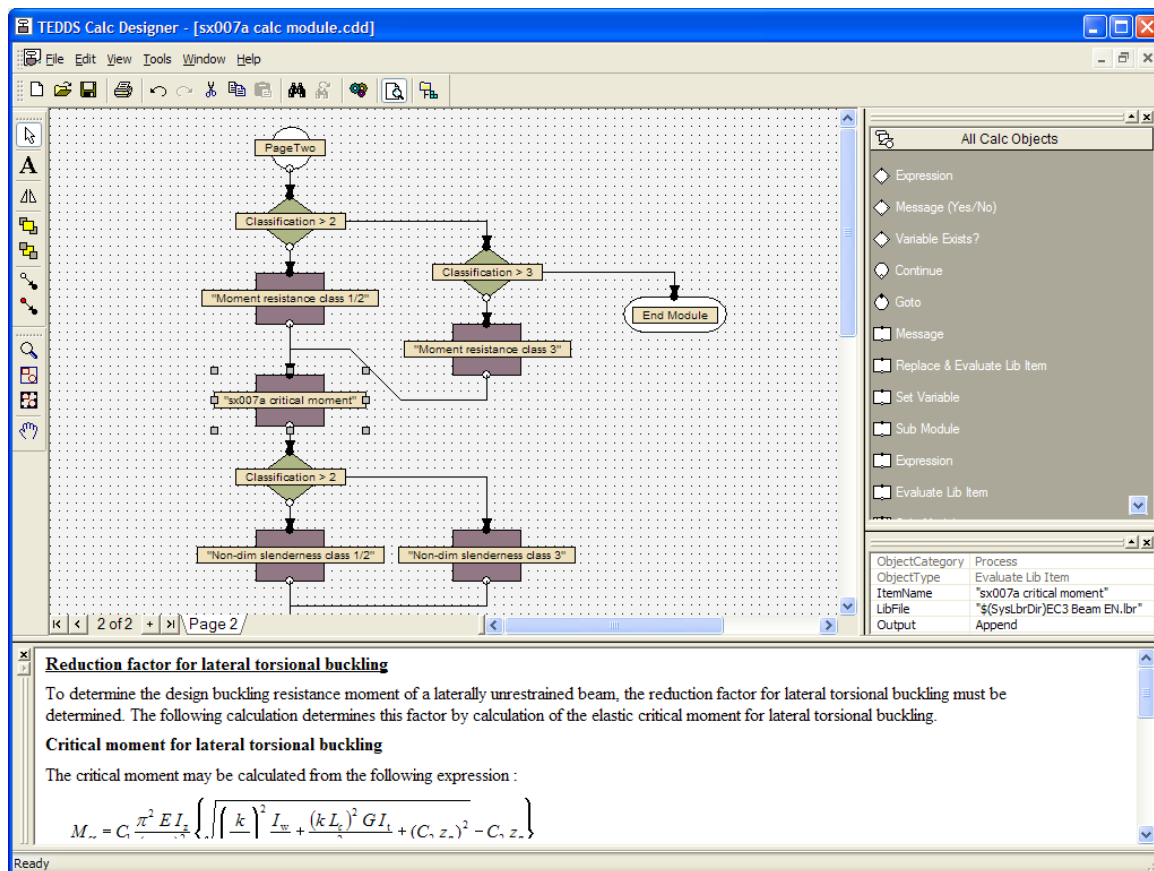 TEDDS Calc Designer - [sx007a calc module.cdd]
File Edit View Tools Window Help
A
PageTwo
Classification > 2
Classification > 3
"Moment resistance class 1/2"
End Module
"Moment resistance class 3"
"sx007a critical moment"
Classification > 2
"Non-dim slenderness class 1/2"
"Non-dim slenderness class 3"
2 of 2
Page 2
All Calc Objects
Expression
Message (Yes/No)
Variable Exists?
Continue
Goto
Message
Replace & Evaluate Lib Item
Set Variable
Sub Module
Expression
Evaluate Lib Item
ObjectCategory Process
ObjectType Evaluate Lib Item
ItemName "sx007a critical moment"
LibFile "$(SysLbrDir)EC3 Beam EN.lbr"
Output Append
Reduction factor for lateral torsional buckling
To determine the design buckling resistance moment of a laterally unrestrained beam, the reduction factor for lateral torsional buckling must be
determined. The following calculation determines this factor by calculation of the elastic critical moment for lateral torsional buckling.
Critical moment for lateral torsional buckling
The critical moment may be calculated from the following expression :
Ready